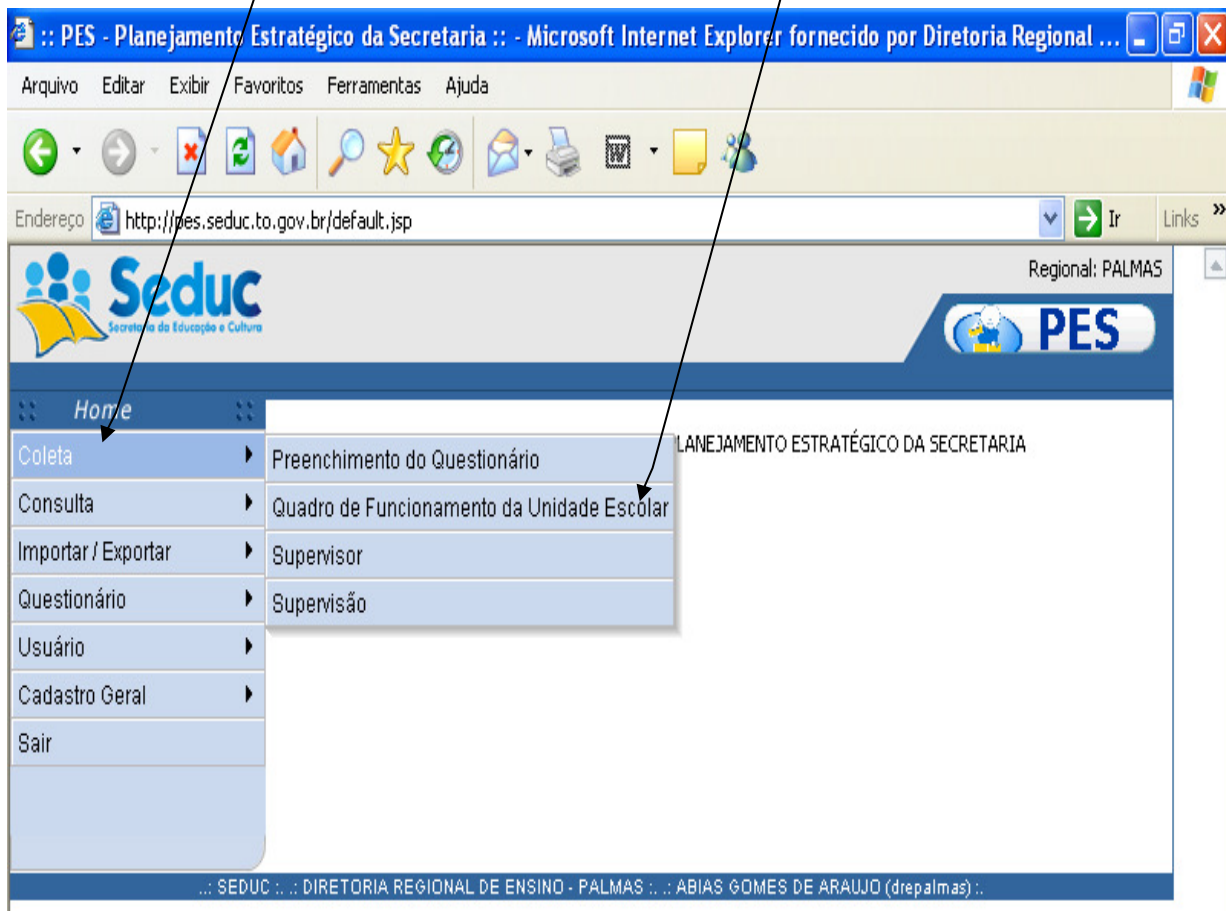 :: PES - Planejamento Estratégico da Secretaria :: - Microsoft Internet Explorer fornecido por Diretoria Regional ...
Arquivo Editar Exibir Favoritos Ferramentas Ajuda
Endereço http://pes.seduc.to.gov.br/default.jsp Ir Links »
Regional: PALMAS
Seduc
Secretaria da Educação e Cultura
PES
:: Home ::
Coleta
Consulta
Importar / Exportar
Questionário
Usuário
Cadastro Geral
Sair
Preenchimento do Questionário
Quadro de Funcionamento da Unidade Escolar
Supervisor
Supervisão
LANEJAMENTO ESTRATÉGICO DA SECRETARIA
..: SEDUC :. .: DIRETORIA REGIONAL DE ENSINO - PALMAS :. .: ABIAS GOMES DE ARAUJO (drepalmas) :.